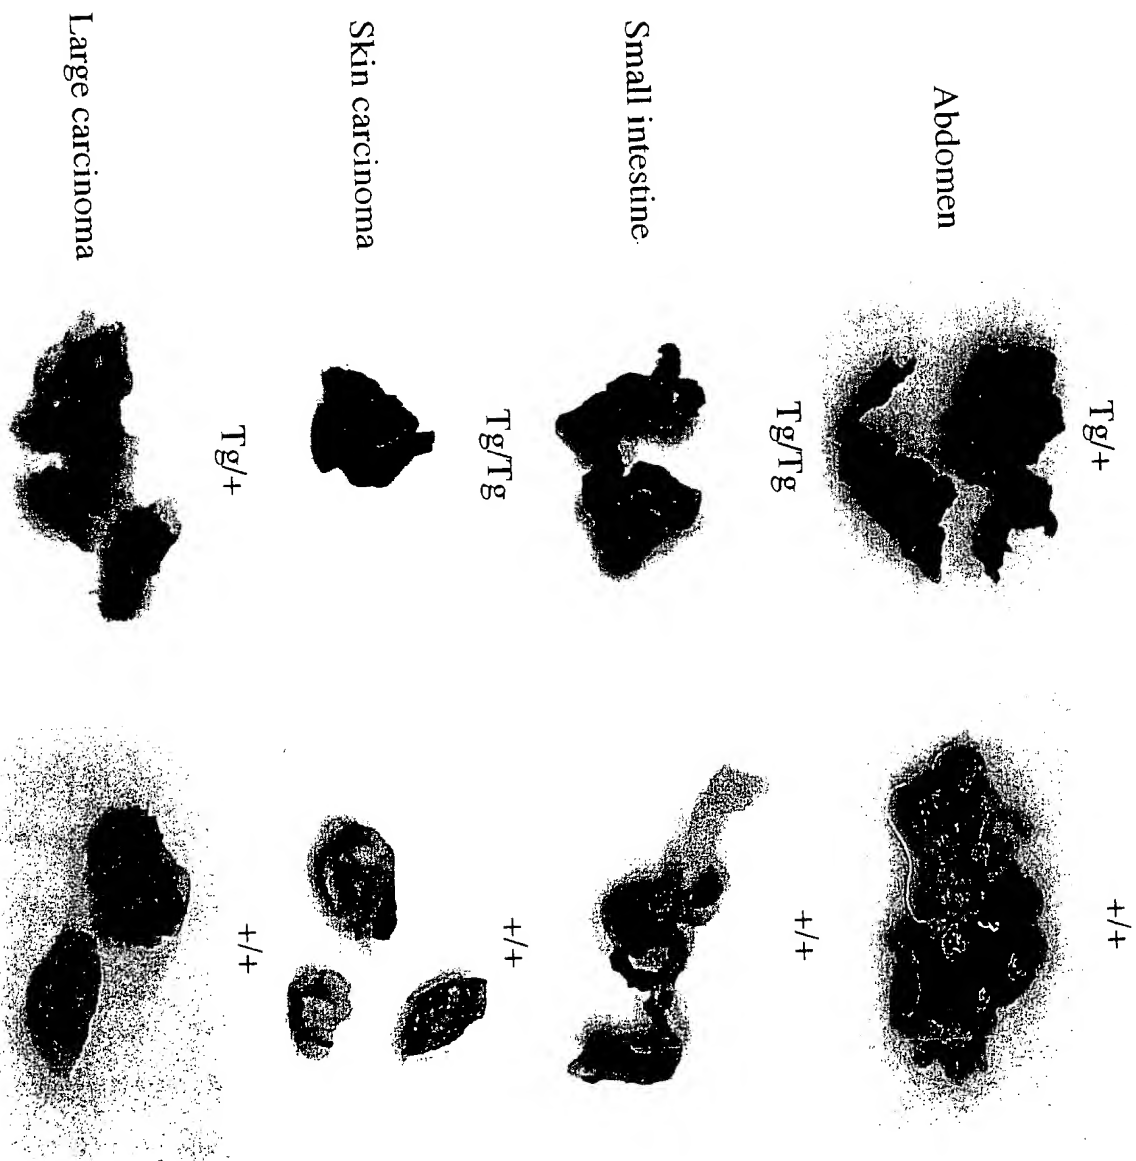 Tg/+ +/+
Abdomen
Tg/Tg +/+
Small intestine
Tg/Tg +/+
Skin carcinoma
Tg/+ +/+
Large carcinoma